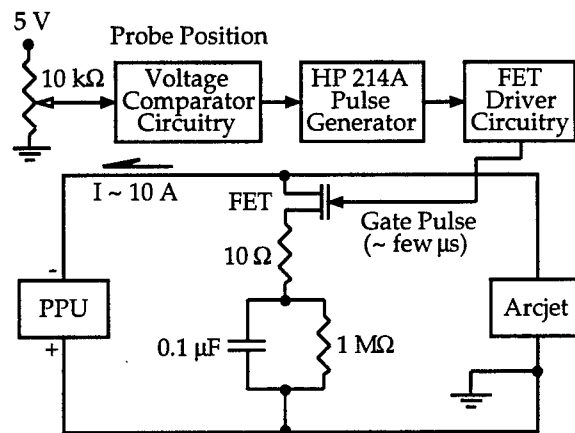 5 V
Probe Position
10 kΩ
Voltage
Comparator
Circuitry
HP 214A
Pulse
Generator
FET
Driver
Circuitry
I ~ 10 A
FET
Gate Pulse
(~ few μs)
10 Ω
-
PPU
+
0.1 μF
1 MΩ
Arcjet